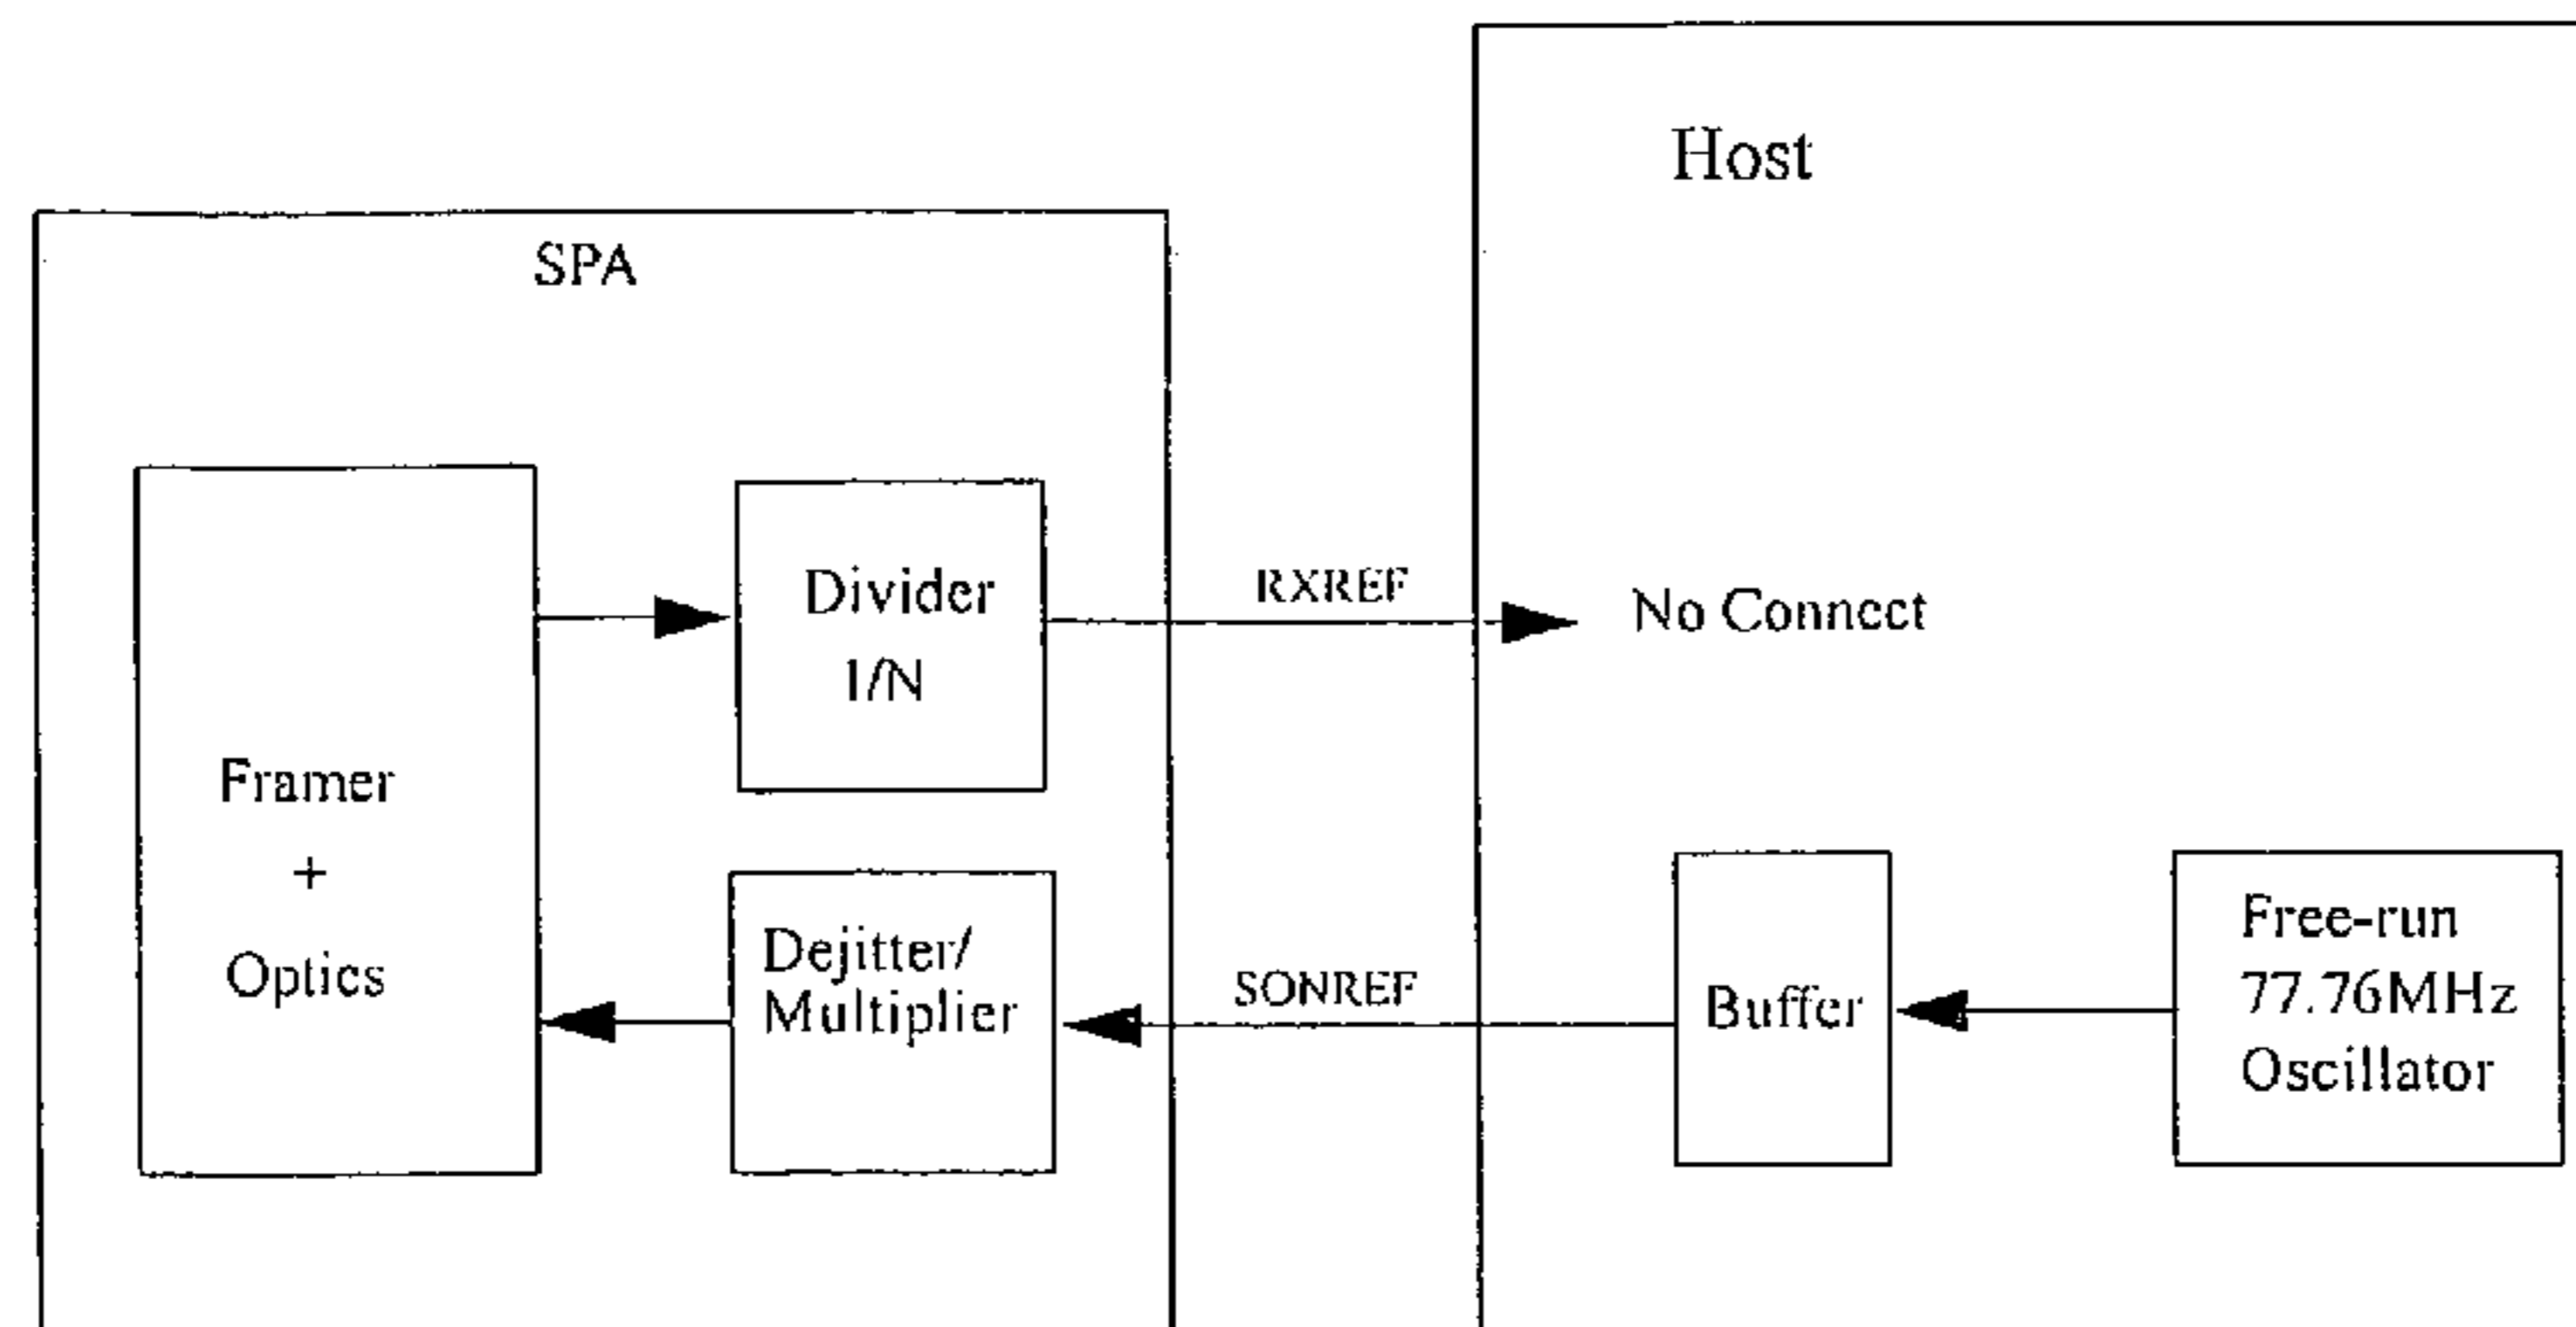 Host
SPA
Divider
1/N
RXREF
No Connect
Framer
+
Optics
Dejitter/
Multiplier
SONREF
Buffer
Free-run
77.76MHz
Oscillator